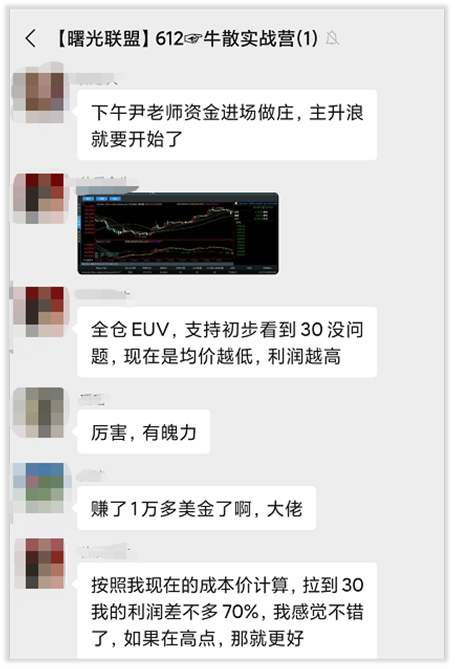 【曙光联盟】612☞牛散实战营(1)
下午尹老师资金进场做庄，主升浪
就要开始了
全仓 EUV，支持初步看到 30 没问
题，现在是均价越低，利润越高
厉害，有魄力
赚了1万多美金了啊，大佬
按照我现在的成本价计算，拉到 30
我的利润差不多 70%，我感觉不错
了，如果在高点，那就更好